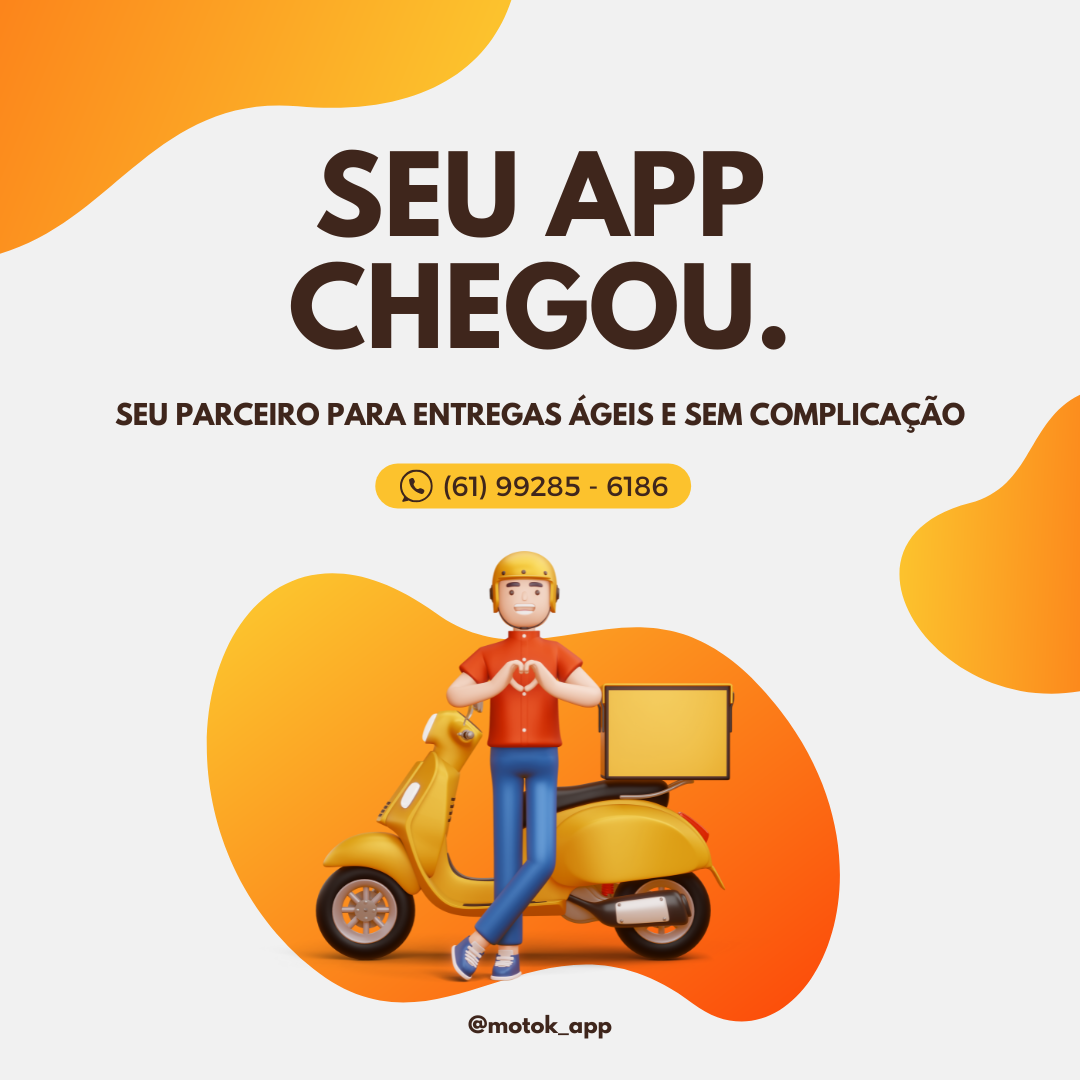 SEU APP
CHEGOU.
SEU PARCEIRO PARA ENTREGAS ÁGEIS E SEM COMPLICAÇÃO
(61) 99285 - 6186
@motok_app